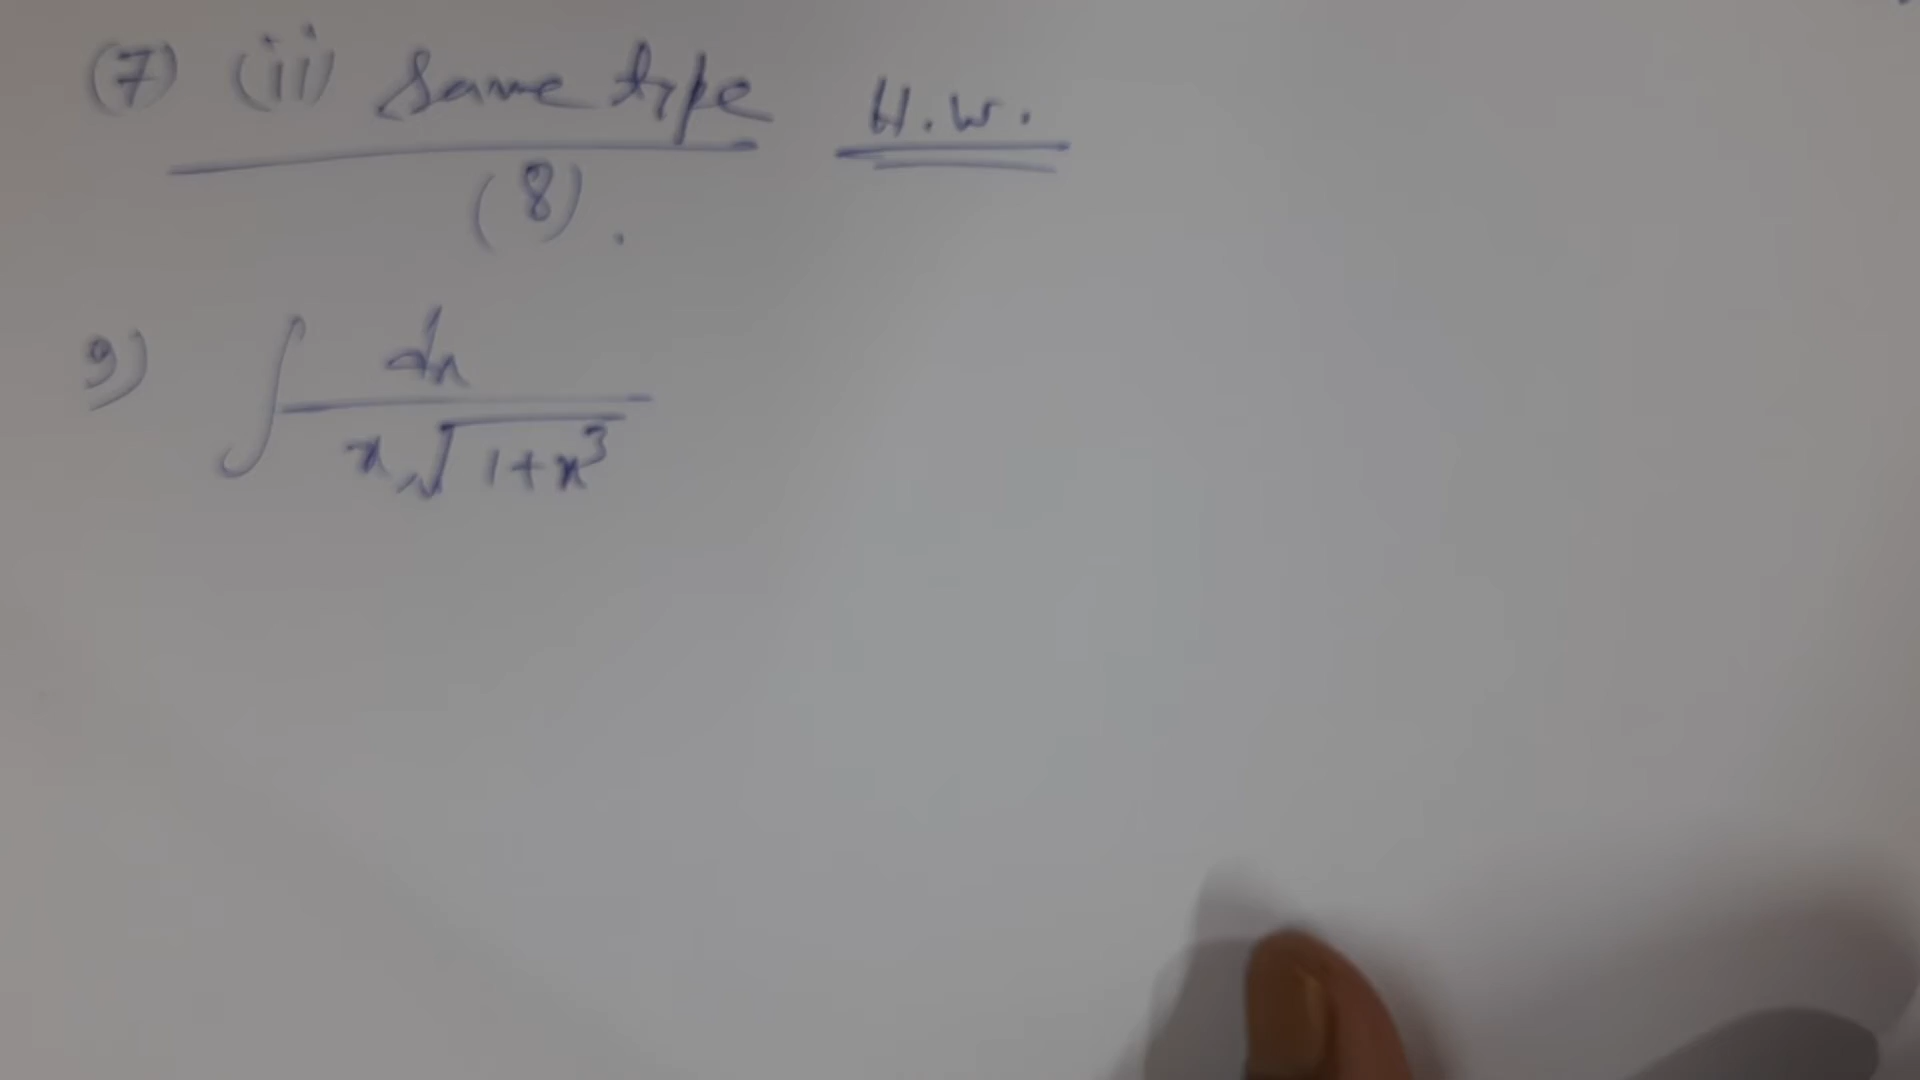 (7) (ii) Same type H.W.
(8).
9) ∫ dx / x√(1+x³)